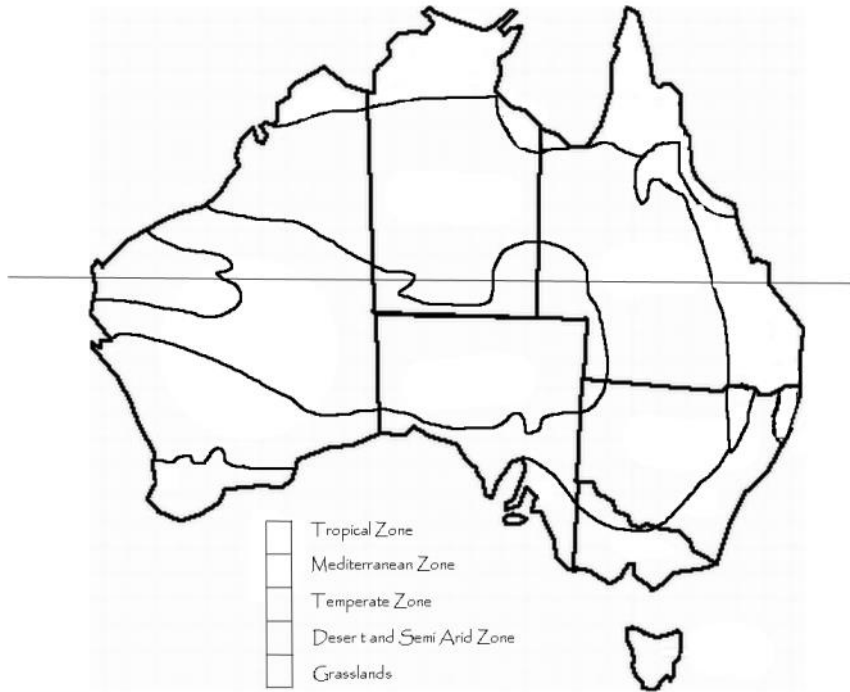 Tropical Zone
Mediterranean Zone
Temperate Zone
Desert and Semi Arid Zone
Grasslands